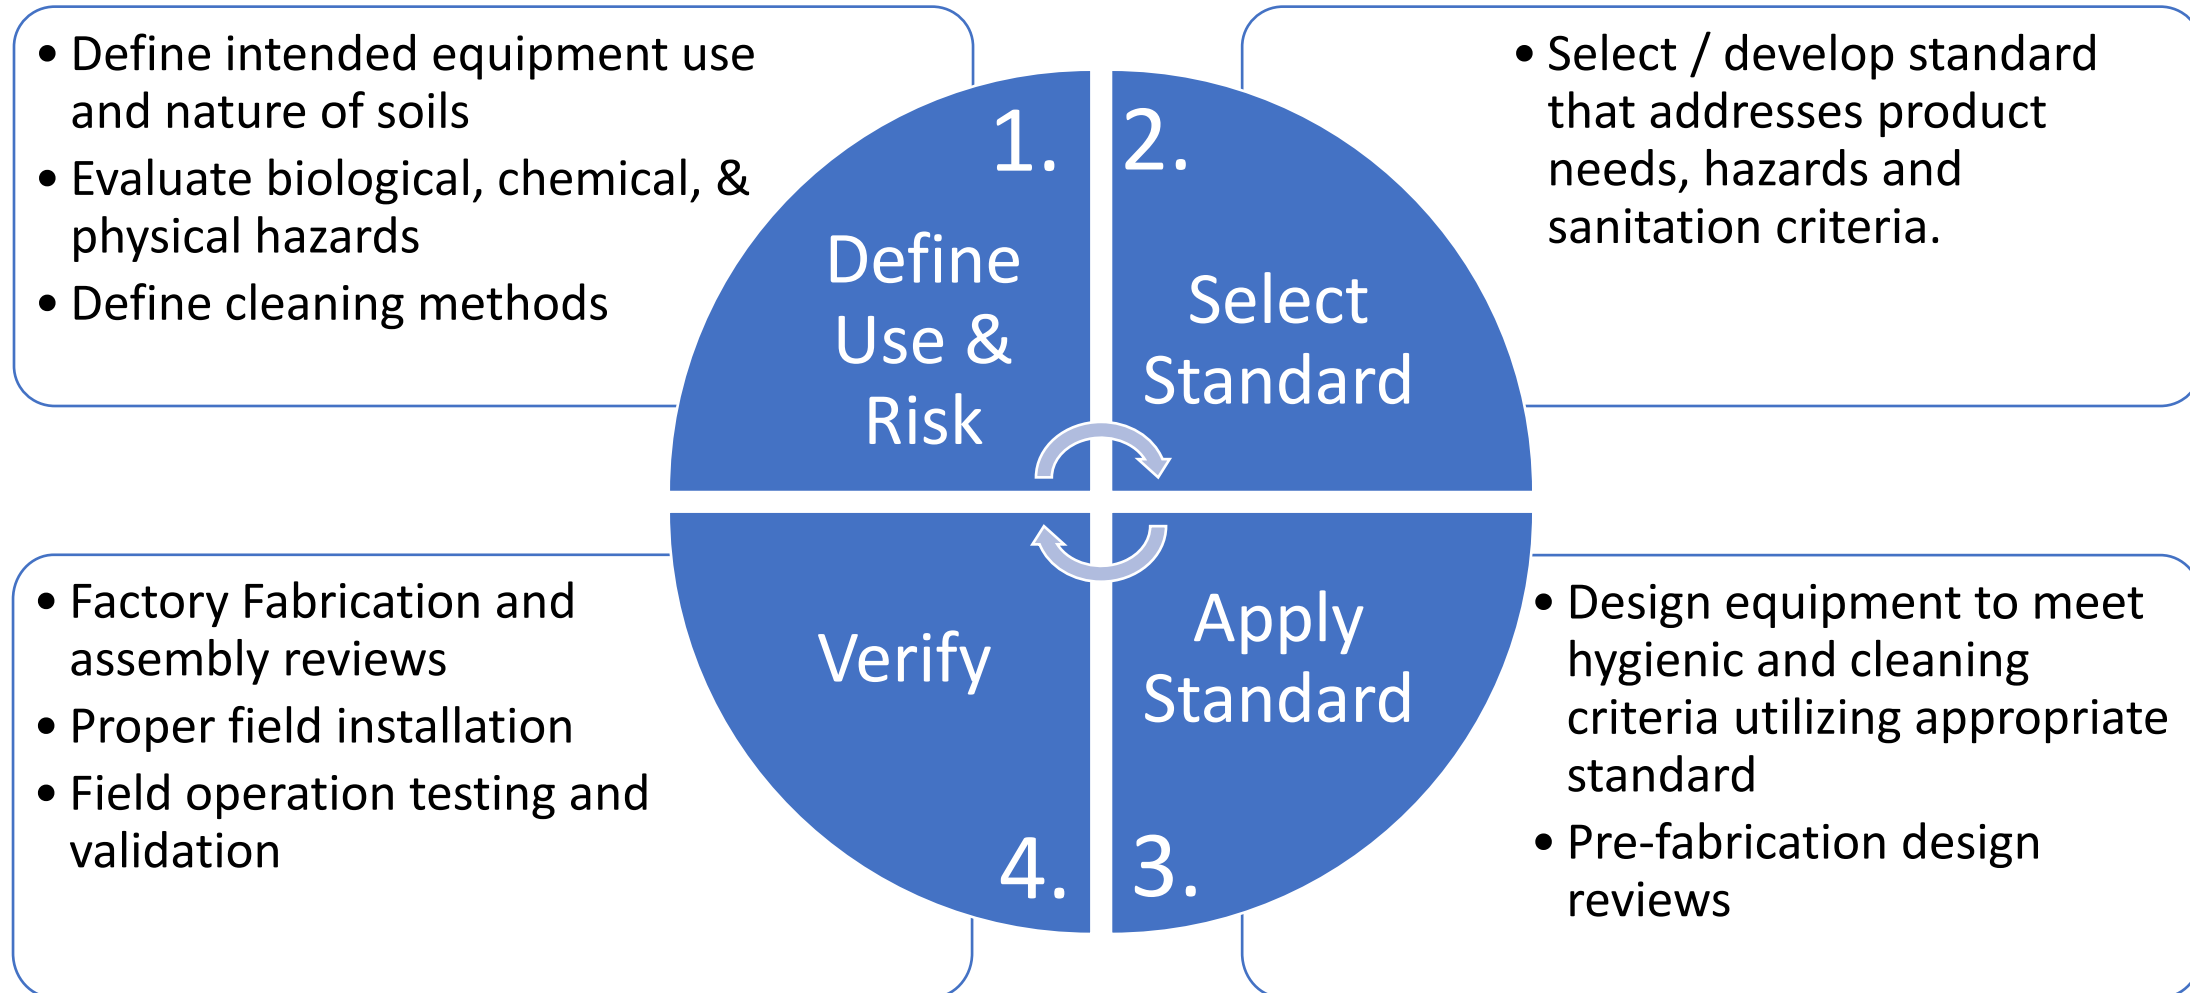 • Define intended equipment use
and nature of soils
• Evaluate biological, chemical, &
physical hazards
• Define cleaning methods
1.
Define
Use &
Risk
2.
Select
Standard
• Select / develop standard
that addresses product
needs, hazards and
sanitation criteria.
• Factory Fabrication and
assembly reviews
• Proper field installation
• Field operation testing and
validation
Verify
4.
Apply
Standard
3.
• Design equipment to meet
hygienic and cleaning
criteria utilizing appropriate
standard
• Pre-fabrication design
reviews